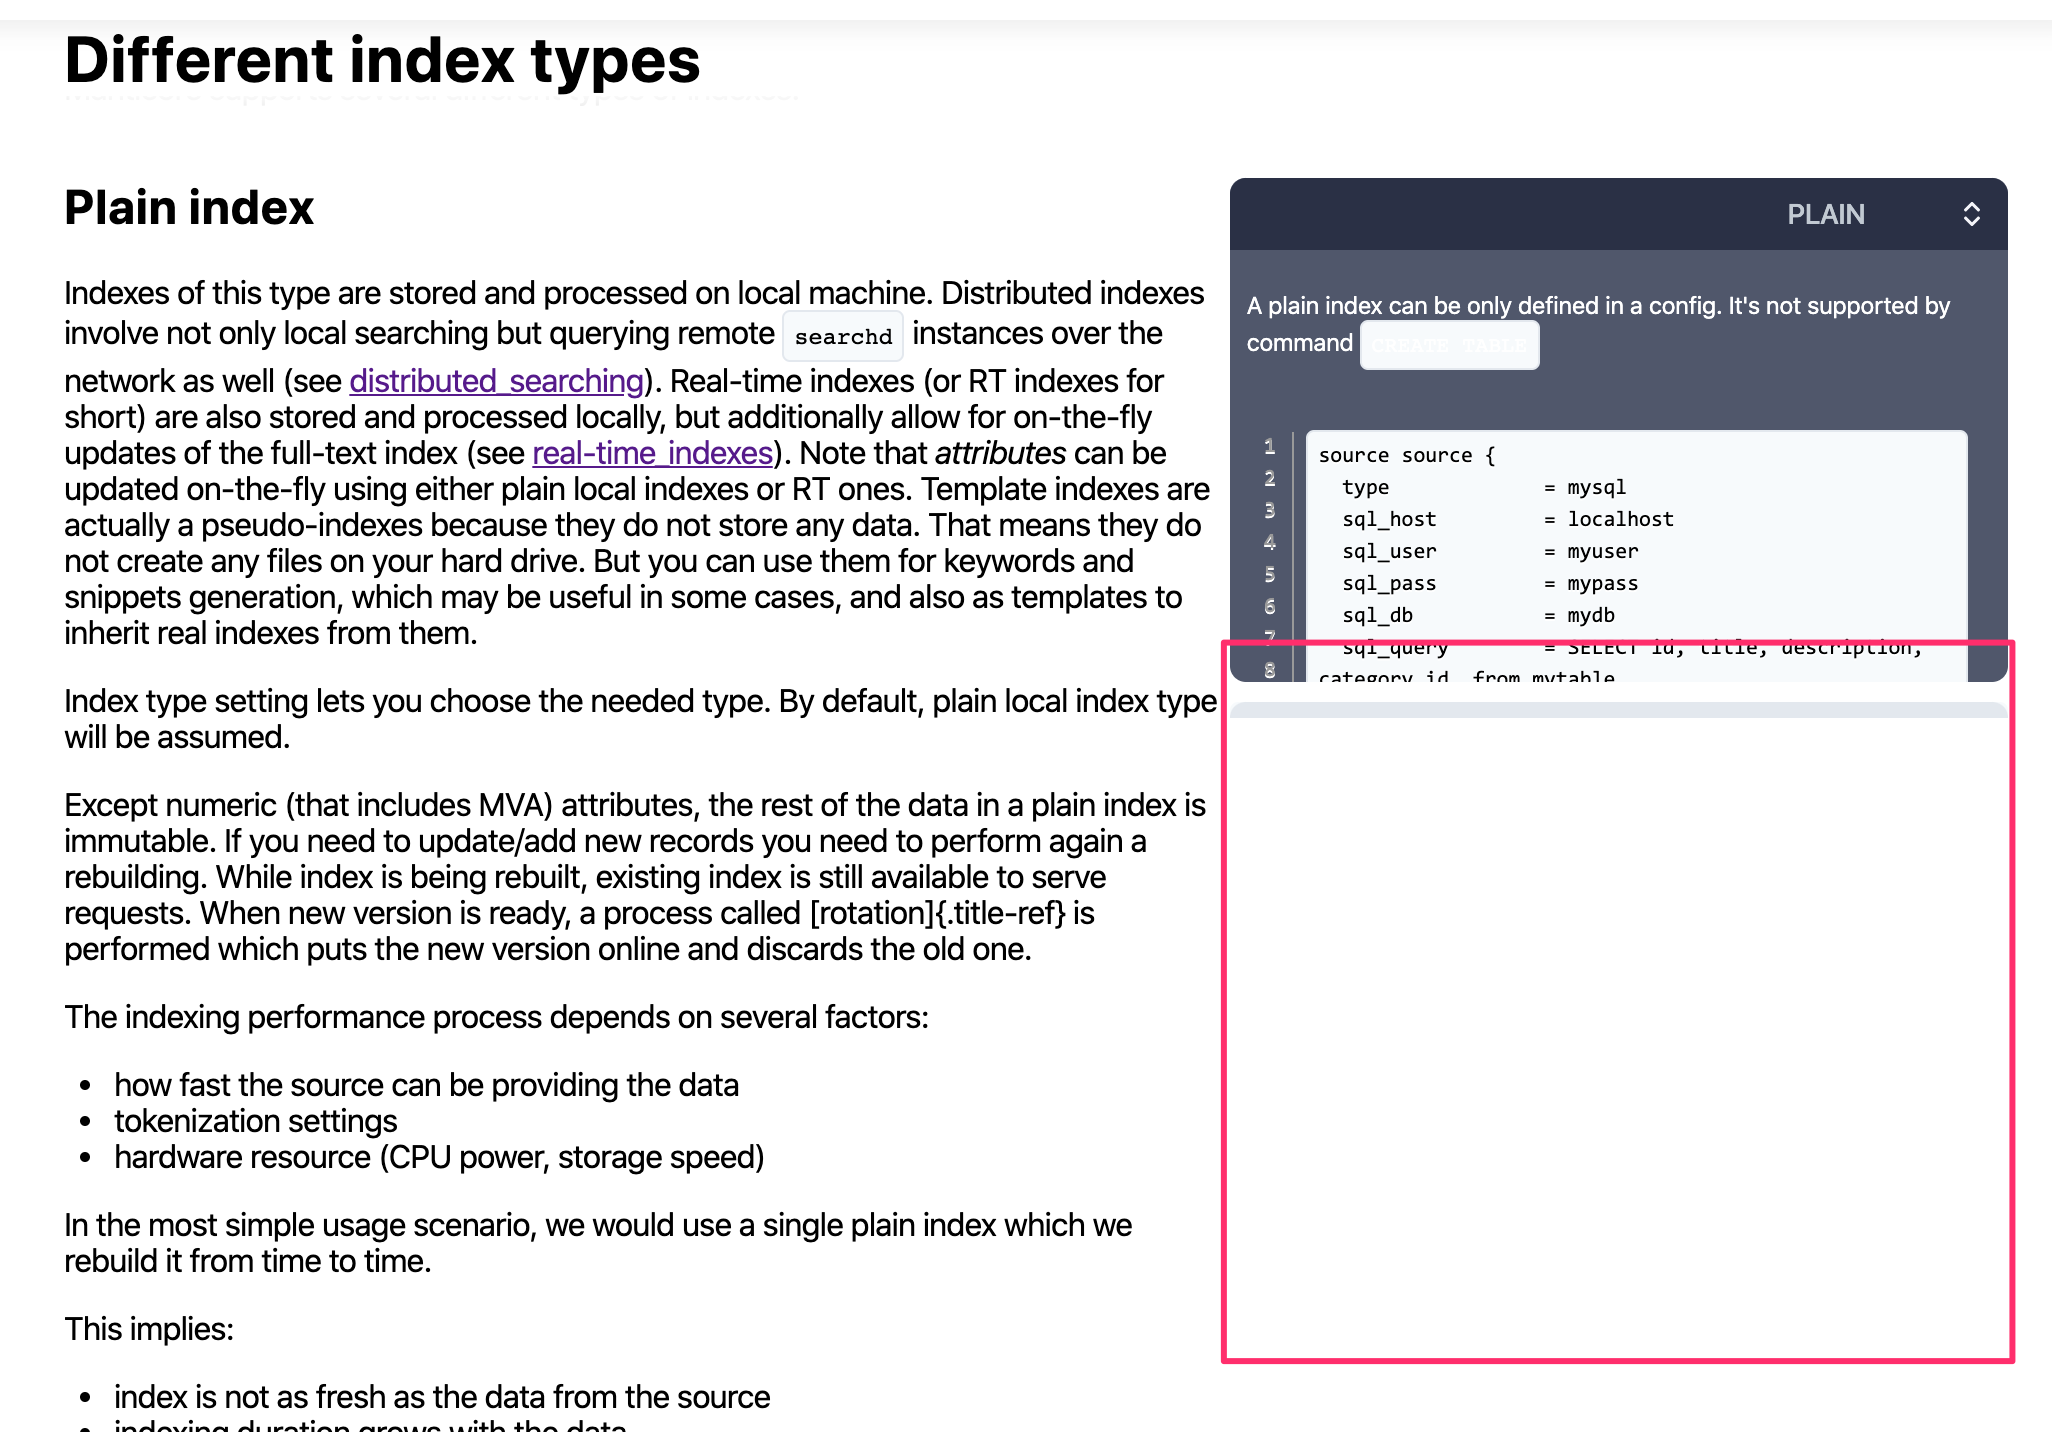 Different index types
Plain index
Indexes of this type are stored and processed on local machine. Distributed indexes
involve not only local searching but querying remote searchd instances over the
network as well (see distributed_searching). Real-time indexes (or RT indexes for
short) are also stored and processed locally, but additionally allow for on-the-fly
updates of the full-text index (see real-time_indexes). Note that attributes can be
updated on-the-fly using either plain local indexes or RT ones. Template indexes are
actually a pseudo-indexes because they do not store any data. That means they do
not create any files on your hard drive. But you can use them for keywords and
snippets generation, which may be useful in some cases, and also as templates to
inherit real indexes from them.
Index type setting lets you choose the needed type. By default, plain local index type
will be assumed.
Except numeric (that includes MVA) attributes, the rest of the data in a plain index is
immutable. If you need to update/add new records you need to perform again a
rebuilding. While index is being rebuilt, existing index is still available to serve
requests. When new version is ready, a process called [rotation]{.title-ref} is
performed which puts the new version online and discards the old one.
The indexing performance process depends on several factors:
• how fast the source can be providing the data
• tokenization settings
• hardware resource (CPU power, storage speed)
In the most simple usage scenario, we would use a single plain index which we
rebuild it from time to time.
This implies:
• index is not as fresh as the data from the source
• indexing duration grows with the data
PLAIN
A plain index can be only defined in a config. It's not supported by
command CREATE TABLE
1 source source {
2 type = mysql
3 sql_host = localhost
4 sql_user = myuser
5 sql_pass = mypass
6 sql_db = mydb
7 sql_query = SELECT id, title, description,
8 category_id from mytable